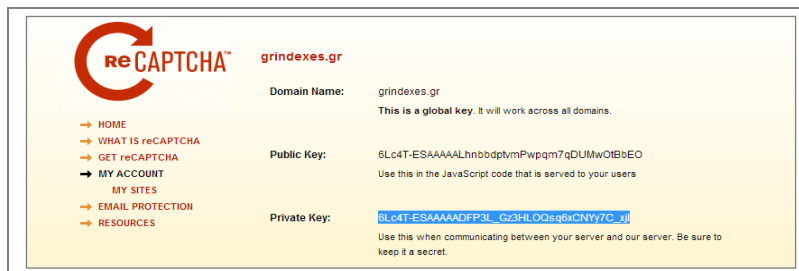 reCAPTCHA™
grindexes.gr
Domain Name: grindexes.gr
This is a global key. It will work across all domains.
HOME
WHAT IS reCAPTCHA
GET reCAPTCHA
MY ACCOUNT
MY SITES
EMAIL PROTECTION
RESOURCES
Public Key: 6Lc4T-ESAAAAALhnbbdptvmPwpqm7qDUMwOtBbEO
Use this in the JavaScript code that is served to your users
Private Key: 6Lc4T-ESAAAAADFP3L_Gz3HLOQsq6xCNYy7C_xjI
Use this when communicating between your server and our server. Be sure to
keep it a secret.